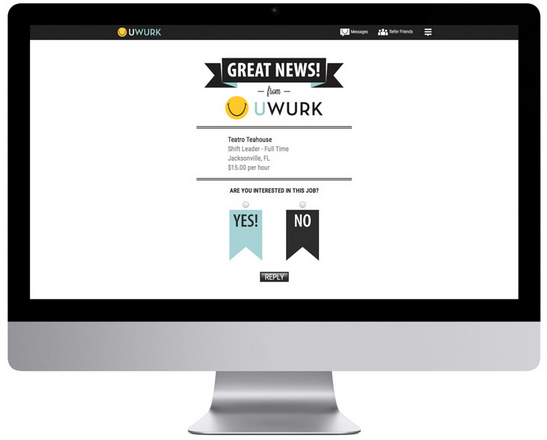 UWURK
Messages
Refer Friends
GREAT NEWS!
from
UWURK
Teatro Teahouse
Shift Leader - Full Time
Jacksonville, FL
$15.00 per hour
ARE YOU INTERESTED IN THIS JOB?
YES!
NO
REPLY